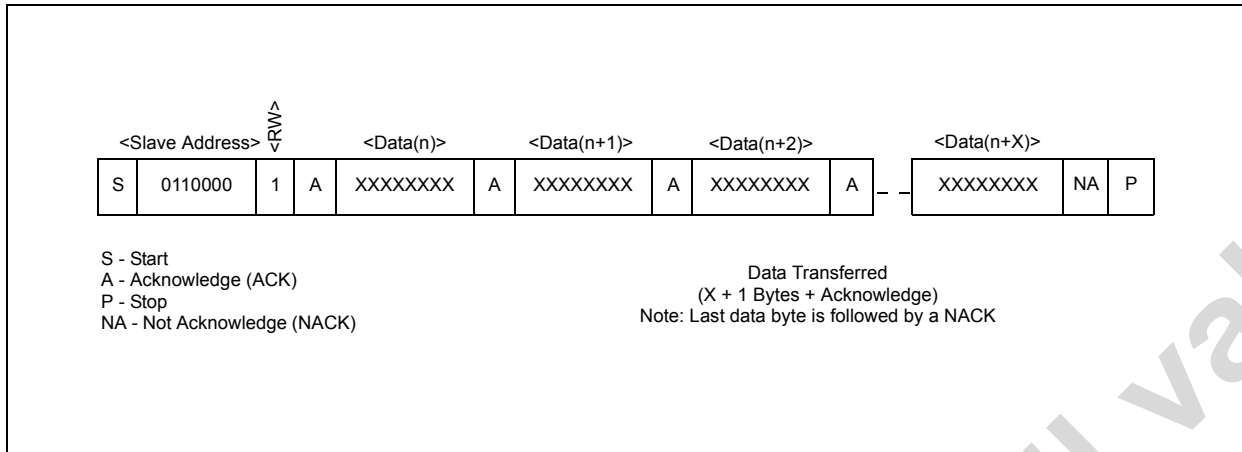 <Slave Address> <RW> <Data(n)> <Data(n+1)> <Data(n+2)> <Data(n+X)>
S 0110000 1 A XXXXXXXX A XXXXXXXX A XXXXXXXX A XXXXXXXX NA P
S - Start
A - Acknowledge (ACK)
P - Stop
NA - Not Acknowledge (NACK)
Data Transferred
(X + 1 Bytes + Acknowledge)
Note: Last data byte is followed by a NACK